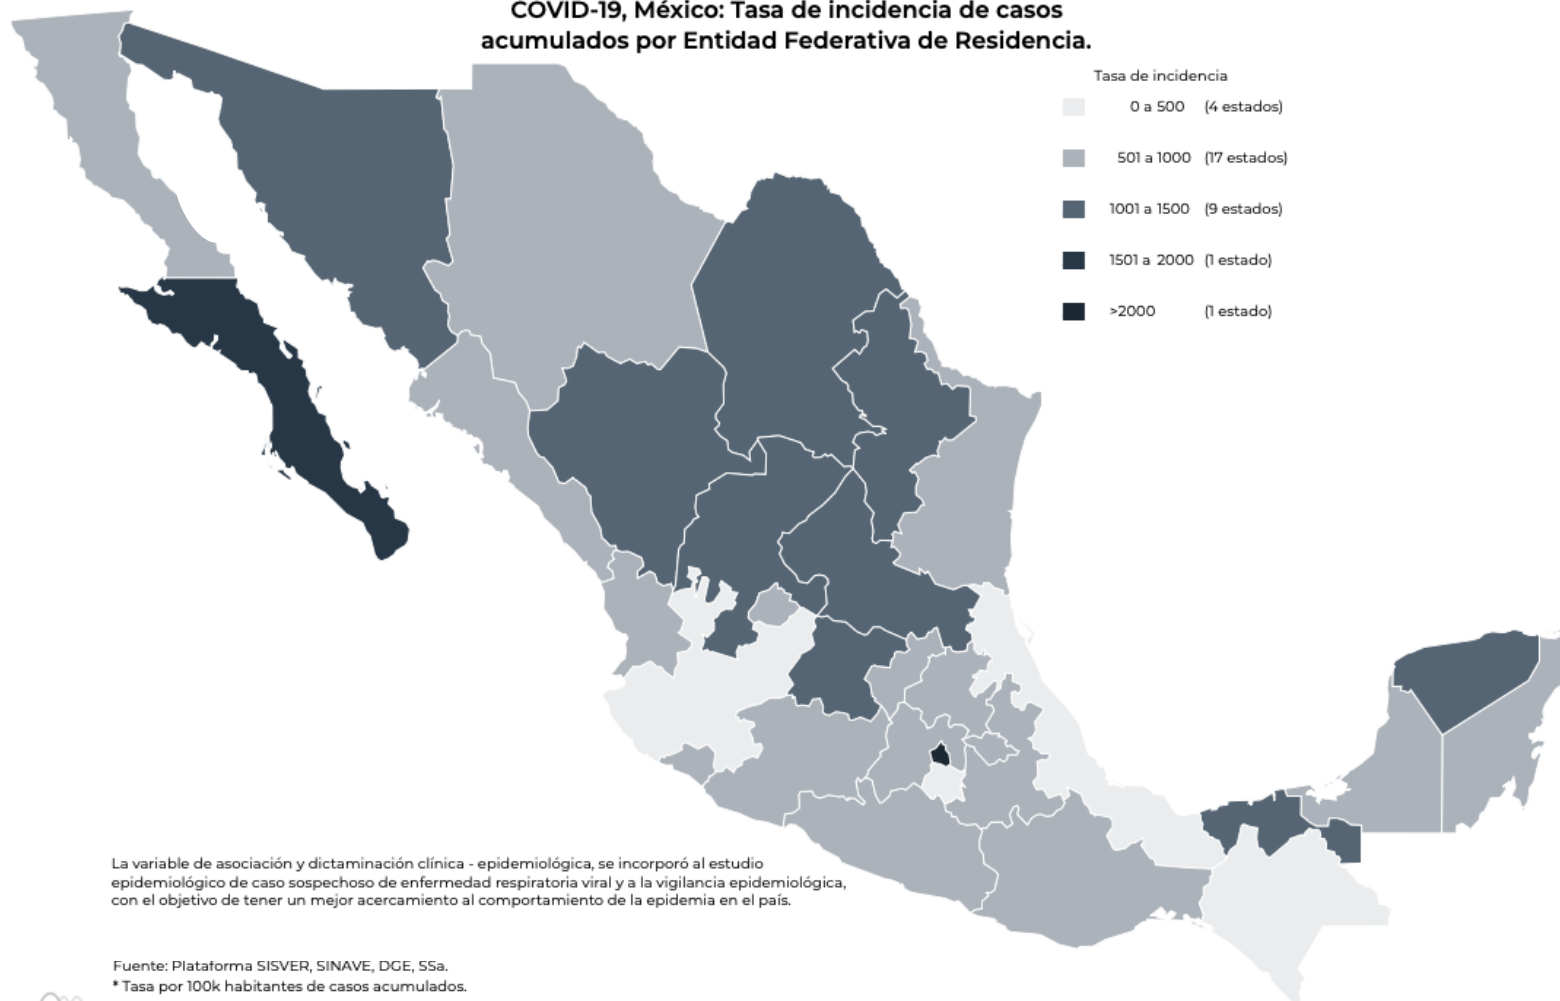 COVID-19, México: Tasa de incidencia de casos
acumulados por Entidad Federativa de Residencia.
Tasa de incidencia
0 a 500 (4 estados)
501 a 1000 (17 estados)
1001 a 1500 (9 estados)
1501 a 2000 (1 estado)
>2000 (1 estado)
La variable de asociación y dictaminación clínica - epidemiológica, se incorporó al estudio
epidemiológico de caso sospechoso de enfermedad respiratoria viral y a la vigilancia epidemiológica,
con el objetivo de tener un mejor acercamiento al comportamiento de la epidemia en el país.
Fuente: Plataforma SISVER, SINAVE, DGE, SSa.
* Tasa por 100k habitantes de casos acumulados.